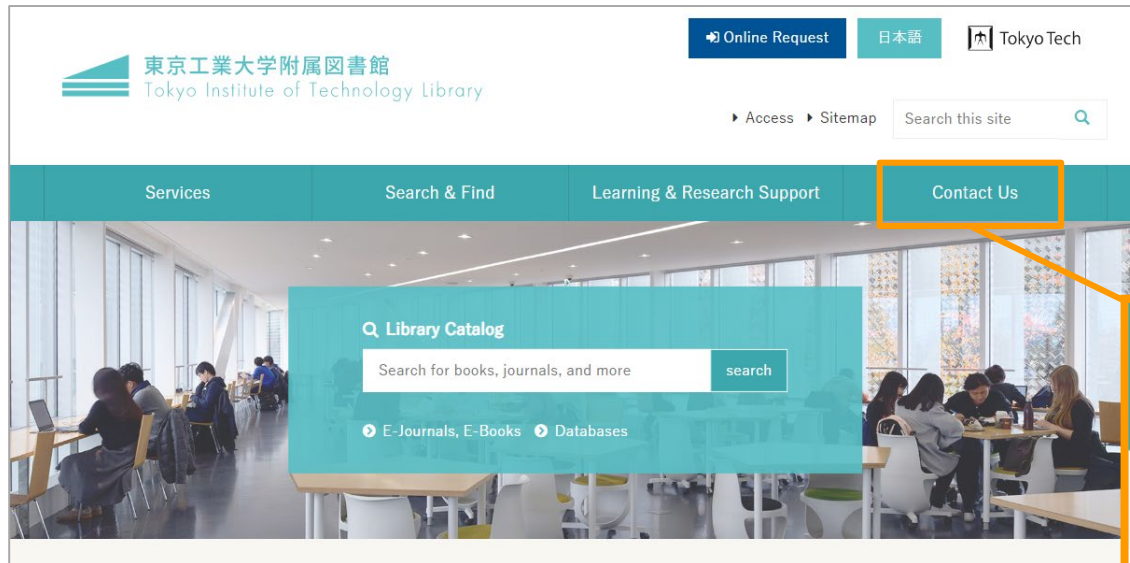 Online Request
日本語
Tokyo Tech
東京工業大学附属図書館
Tokyo Institute of Technology Library
Access Sitemap Search this site
Services Search & Find Learning & Research Support Contact Us
Library Catalog
Search for books, journals, and more search
E-Journals, E-Books Databases